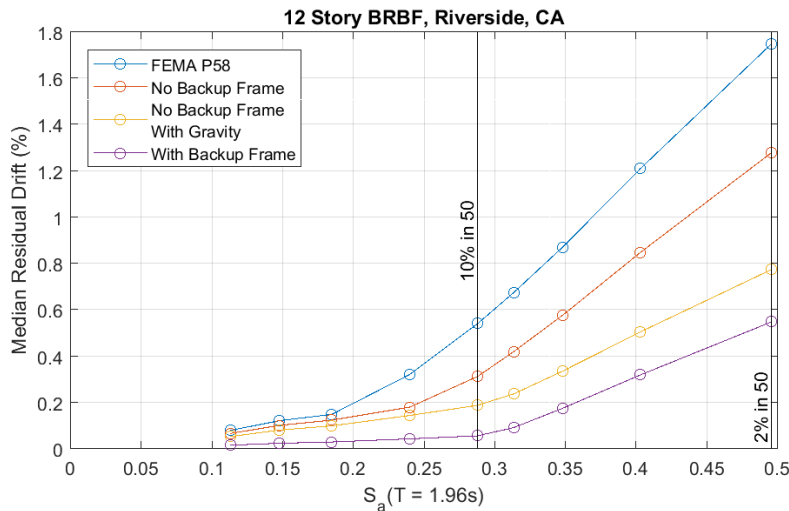 12 Story BRBF, Riverside, CA
FEMA P58
No Backup Frame
No Backup Frame
With Gravity
With Backup Frame
Median Residual Drift (%)
1.8
1.6
1.4
1.2
1
0.8
0.6
0.4
0.2
0
10% in 50
2% in 50
0
0.05
0.1
0.15
0.2
0.25
0.3
0.35
0.4
0.45
0.5
S_a(T = 1.96s)